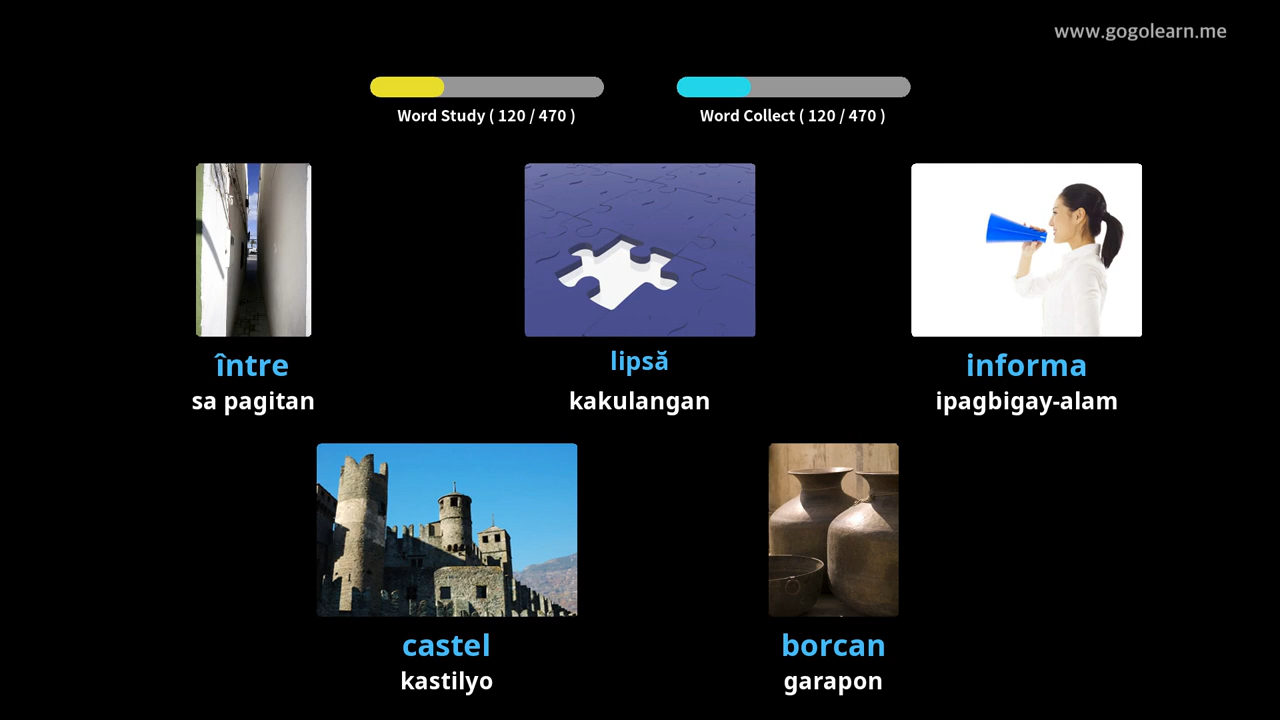 www.gogolearn.me
Word Study ( 120 / 470 )
Word Collect ( 120 / 470 )
între
sa pagitan
lipsă
kakulangan
informa
ipagbigay-alam
castel
kastilyo
borcan
garapon